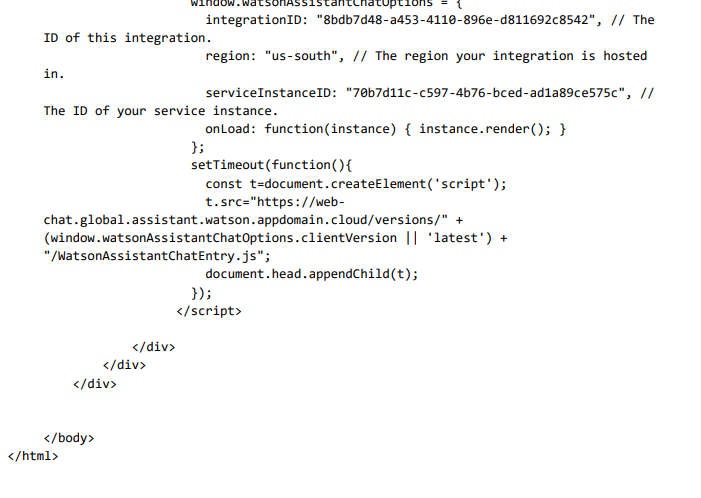 window.watsonAssistantChatOptions = {
integrationID: "8bdb7d48-a453-4110-896e-d811692c8542", // The
ID of this integration.
region: "us-south", // The region your integration is hosted
in.
serviceInstanceID: "70b7d11c-c597-4b76-bced-ad1a89ce575c", //
The ID of your service instance.
onLoad: function(instance) { instance.render(); }
};
setTimeout(function(){
const t=document.createElement('script');
t.src="https://web-
chat.global.assistant.watson.appdomain.cloud/versions/" +
(window.watsonAssistantChatOptions.clientVersion || 'latest') +
"/WatsonAssistantChatEntry.js";
document.head.appendChild(t);
});
</script>
</div>
</div>
</div>
</body>
</html>